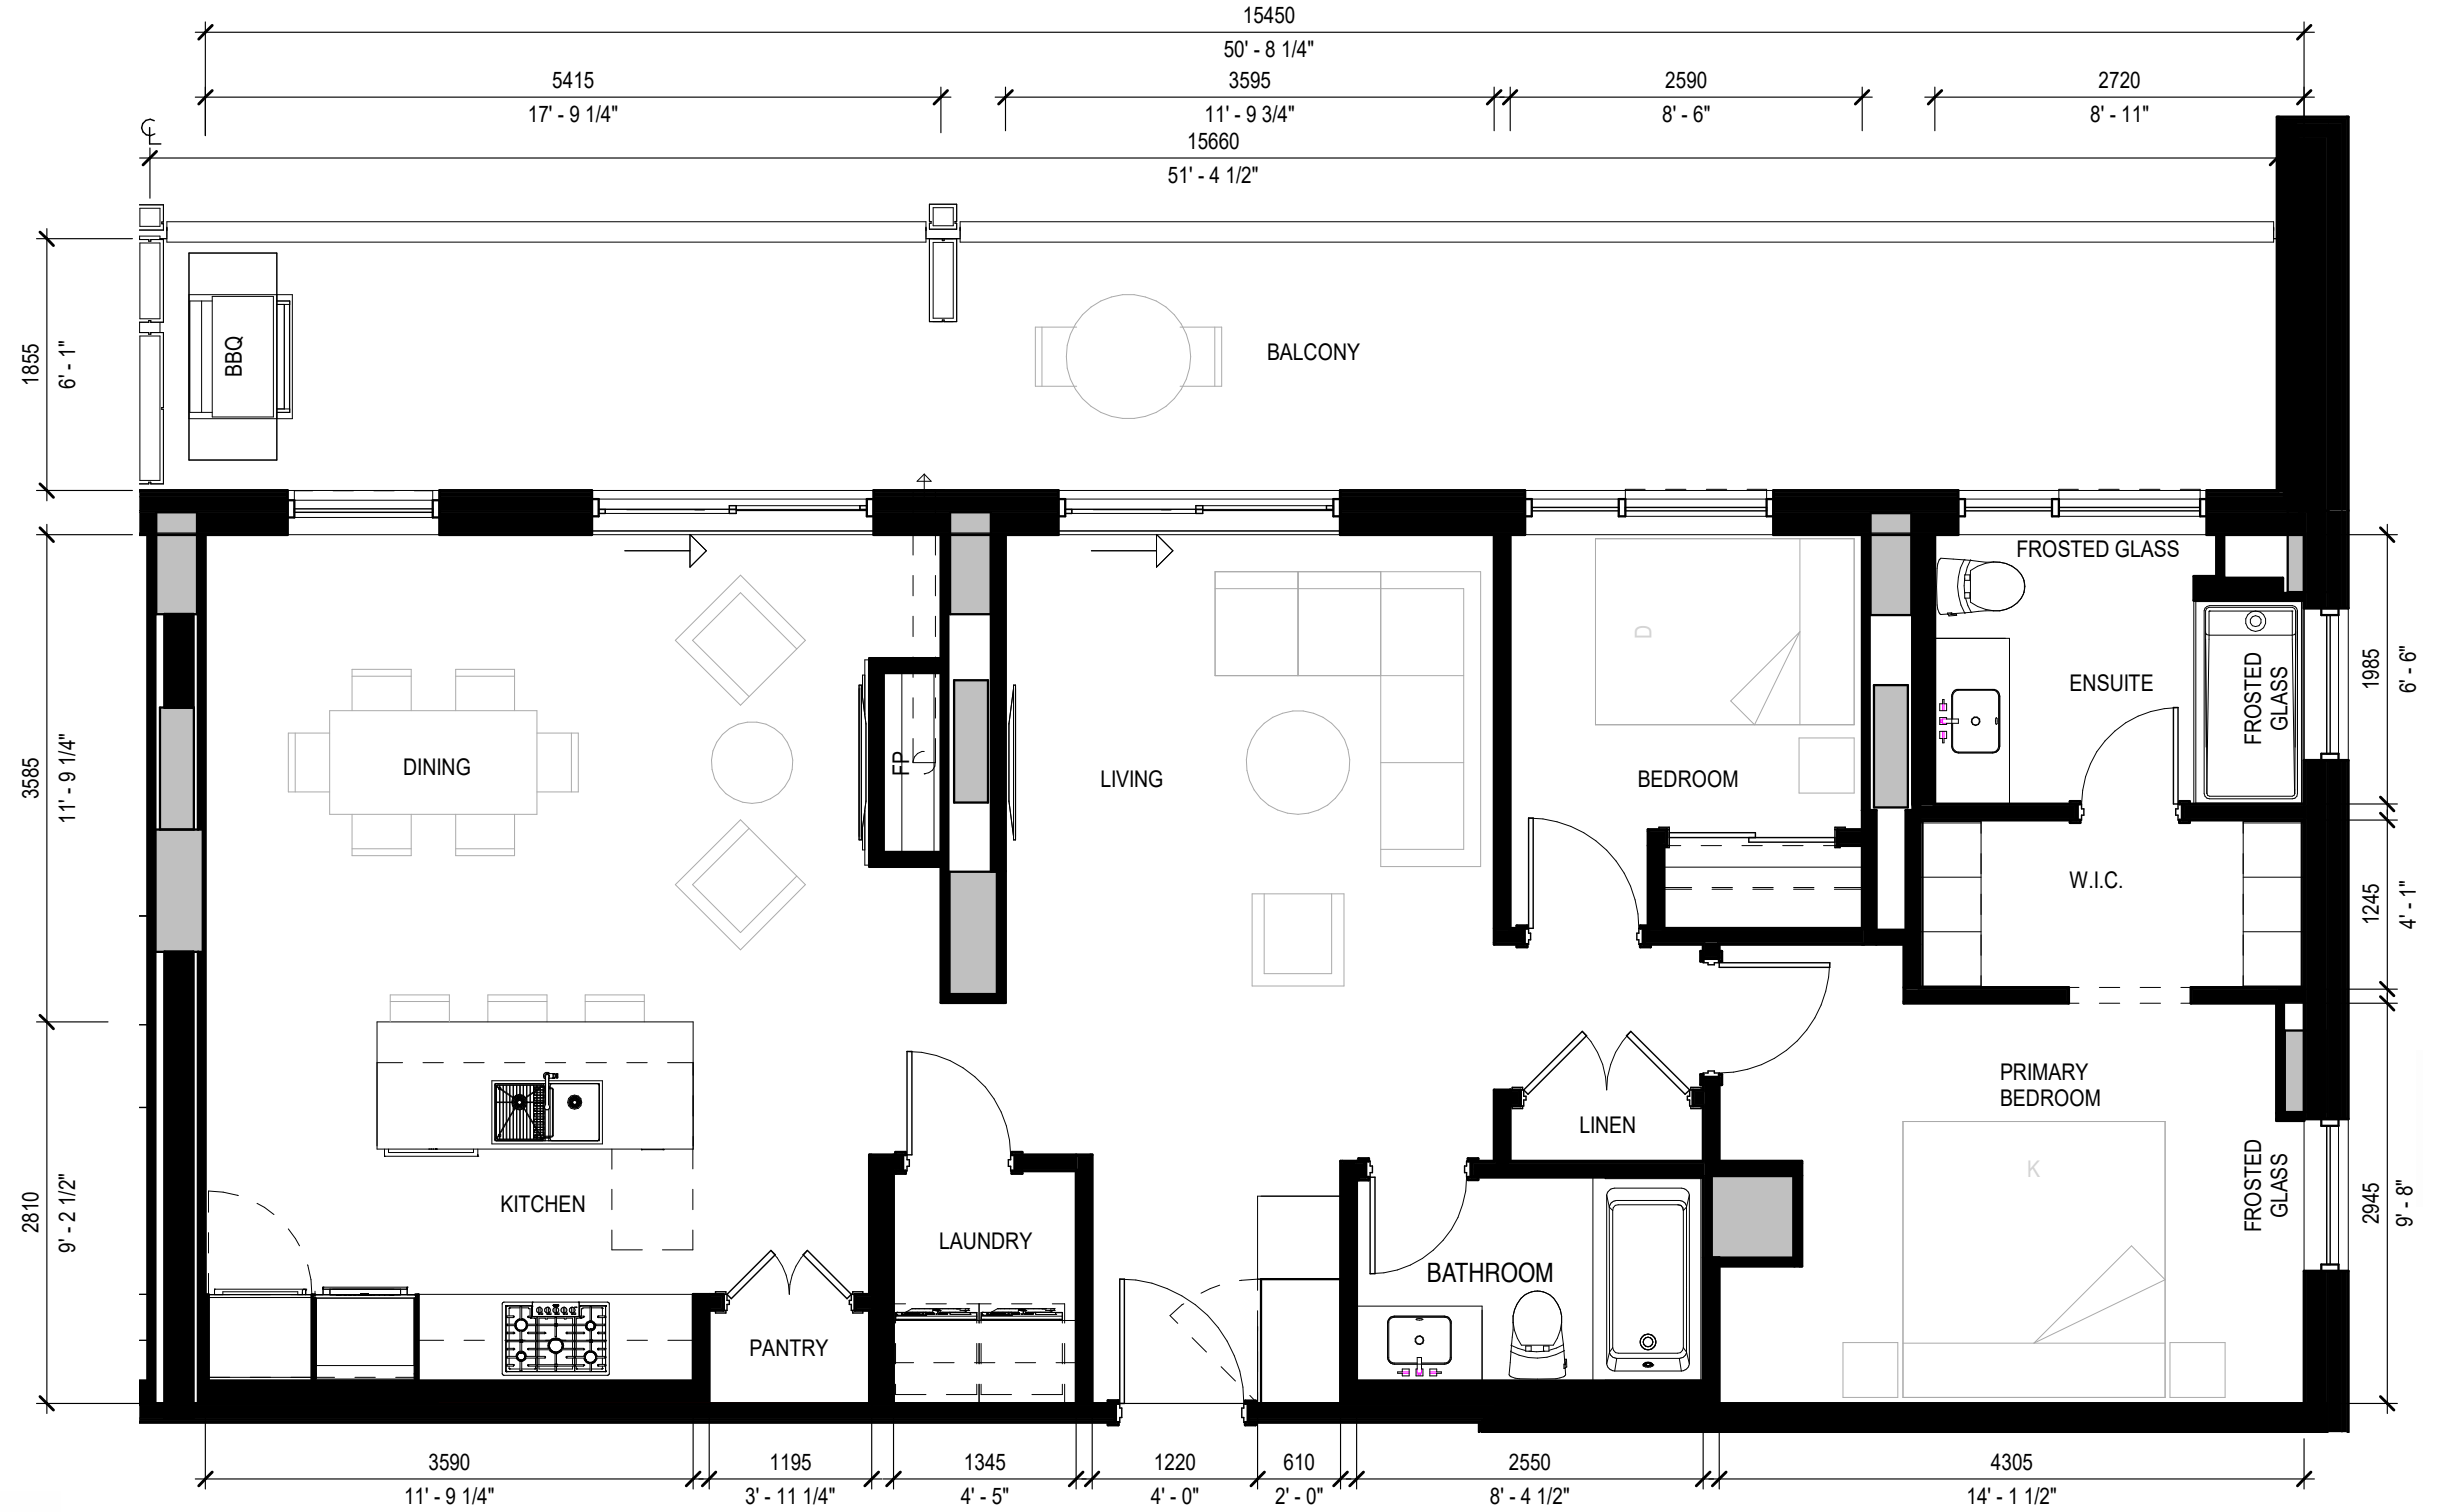 15450
50' - 8 1/4"
5415
3595
2590
2720
17' - 9 1/4"
11' - 9 3/4"
8' - 6"
8' - 11"
℄
15660
51' - 4 1/2"
1855
6' - 1"
BBQ
BALCONY
FROSTED GLASS
3585
11' - 9 1/4"
DINING
FP
LIVING
D
BEDROOM
ENSUITE
FROSTED
GLASS
1985
6' - 6"
W.I.C.
1245
4' - 1"
PRIMARY
BEDROOM
LINEN
K
FROSTED
GLASS
2810
9' - 2 1/2"
KITCHEN
LAUNDRY
BATHROOM
2945
9' - 8"
PANTRY
3590
1195
1345
1220
610
2550
4305
11' - 9 1/4"
3' - 11 1/4"
4' - 5"
4' - 0"
2' - 0"
8' - 4 1/2"
14' - 1 1/2"